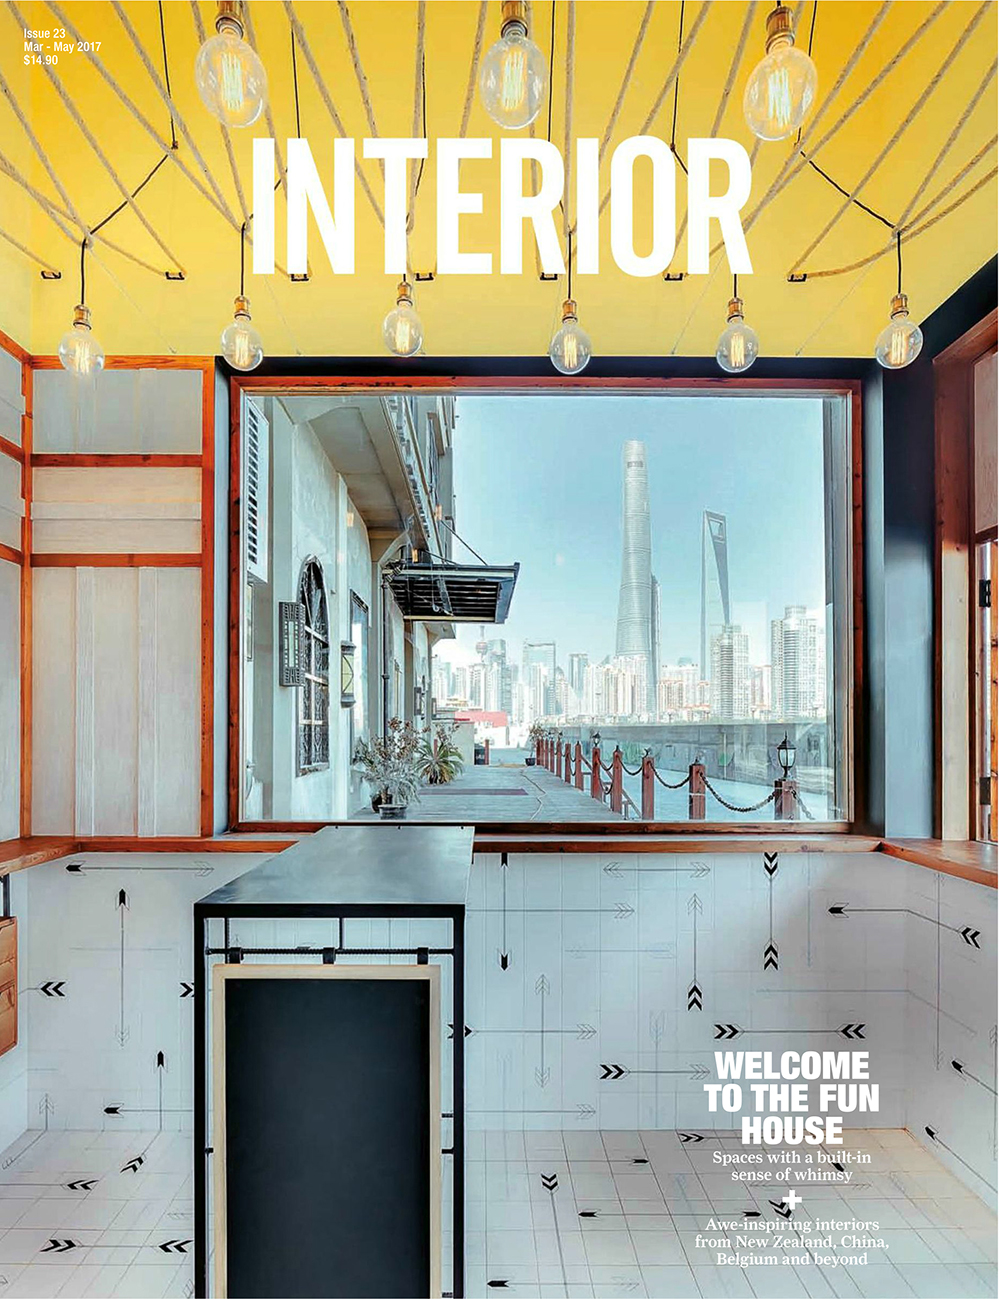 Issue 23
Mar - May 2017
$14.90
INTERIOR
WELCOME
TO THE FUN
HOUSE
Spaces with a built-in
sense of whimsy
+
Awe-inspiring interiors
from New Zealand, China,
Belgium and beyond